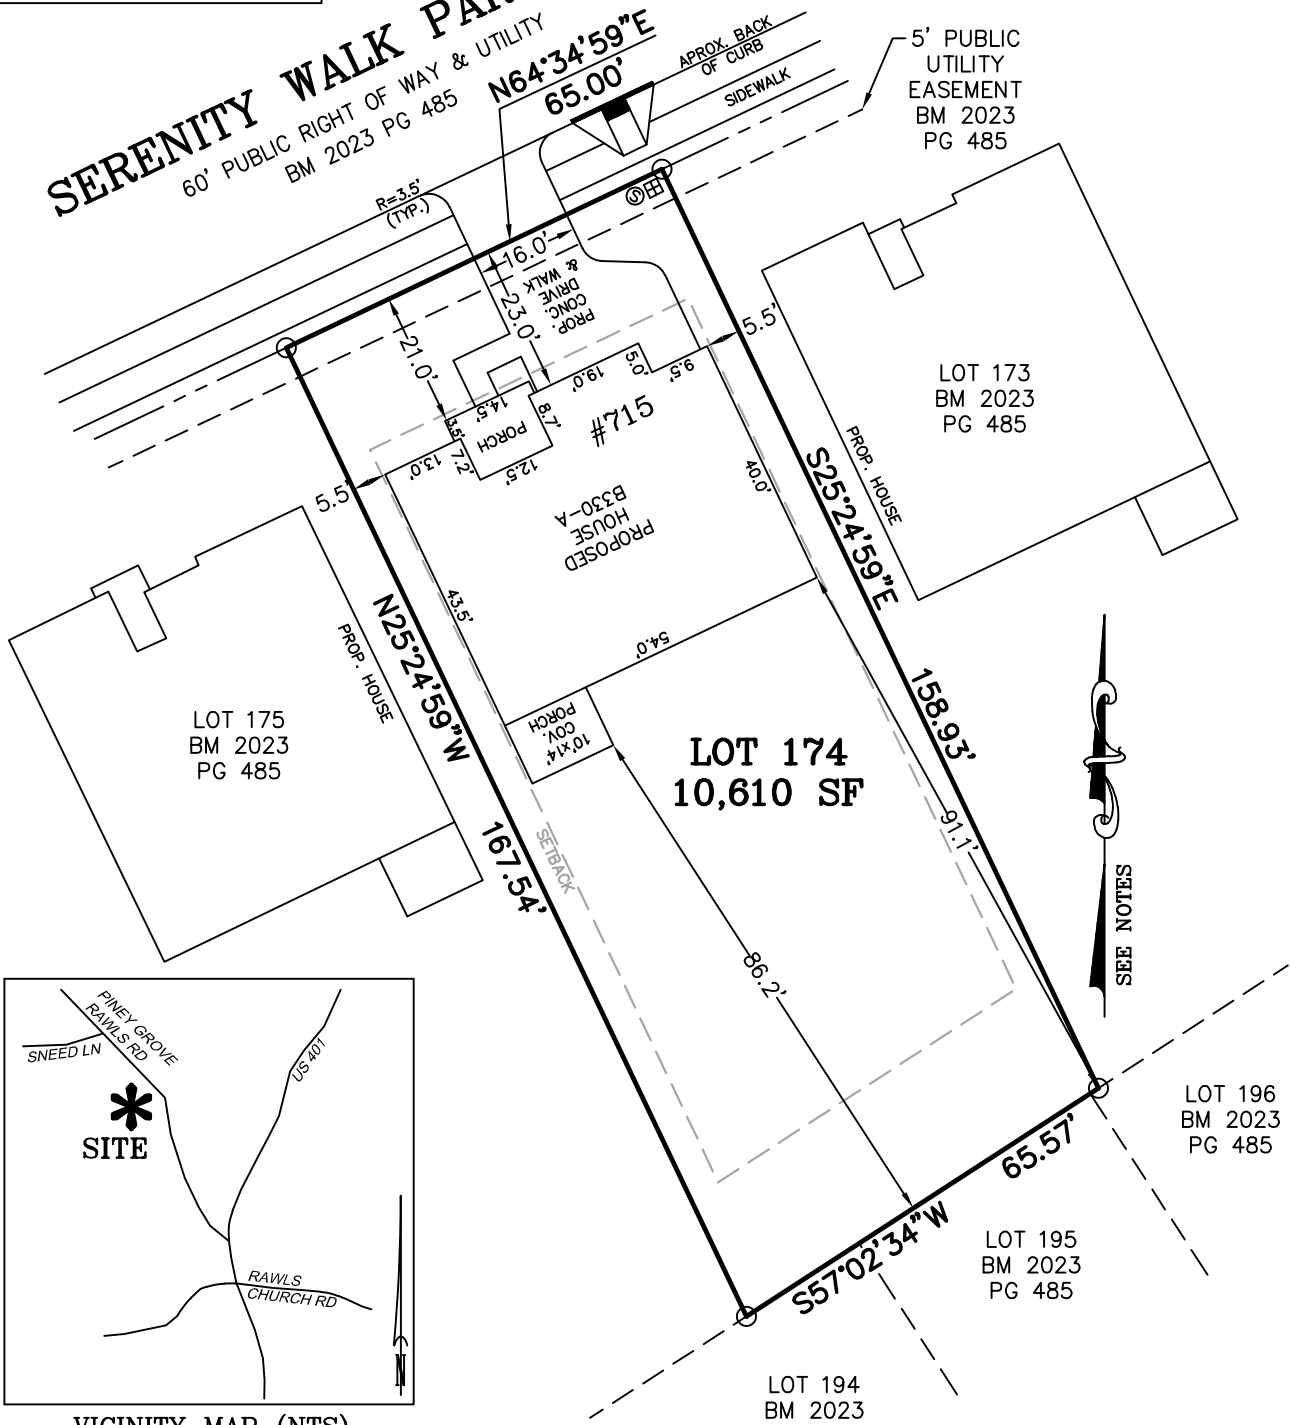 SERENITY WALK PAR
60' PUBLIC RIGHT OF WAY & UTILITY
BM 2023 PG 485
N64°34'59"E
65.00'
APROX. BACK
OF CURB
SIDEWALK
5' PUBLIC
UTILITY
EASEMENT
BM 2023
PG 485
R=3.5'
(TYP.)
S
16.0'
PROP.
CONC.
DRIVE
& WALK
23.0'
21.0'
5.5'
5.0'
9.5'
19.0'
14.5'
8.7'
3.5'
7.2'
PORCH
12.5'
13.0'
5.5'
#715
40.0'
PROPOSED
HOUSE
B330-A
43.5'
54.0'
10'x14'
COV.
PORCH
LOT 173
BM 2023
PG 485
PROP. HOUSE
S25°24'59"E
158.93'
N25°24'59"W
167.54'
PROP. HOUSE
LOT 175
BM 2023
PG 485
LOT 174
10,610 SF
SETBACK
91.1'
86.2'
SEE NOTES
65.57'
S57°02'34"W
LOT 196
BM 2023
PG 485
LOT 195
BM 2023
PG 485
LOT 194
BM 2023
PINEY GROVE
RAWLS RD
SNEED LN
US 401
SITE
RAWLS
CHURCH RD
N
VICINITY MAP (NTS)